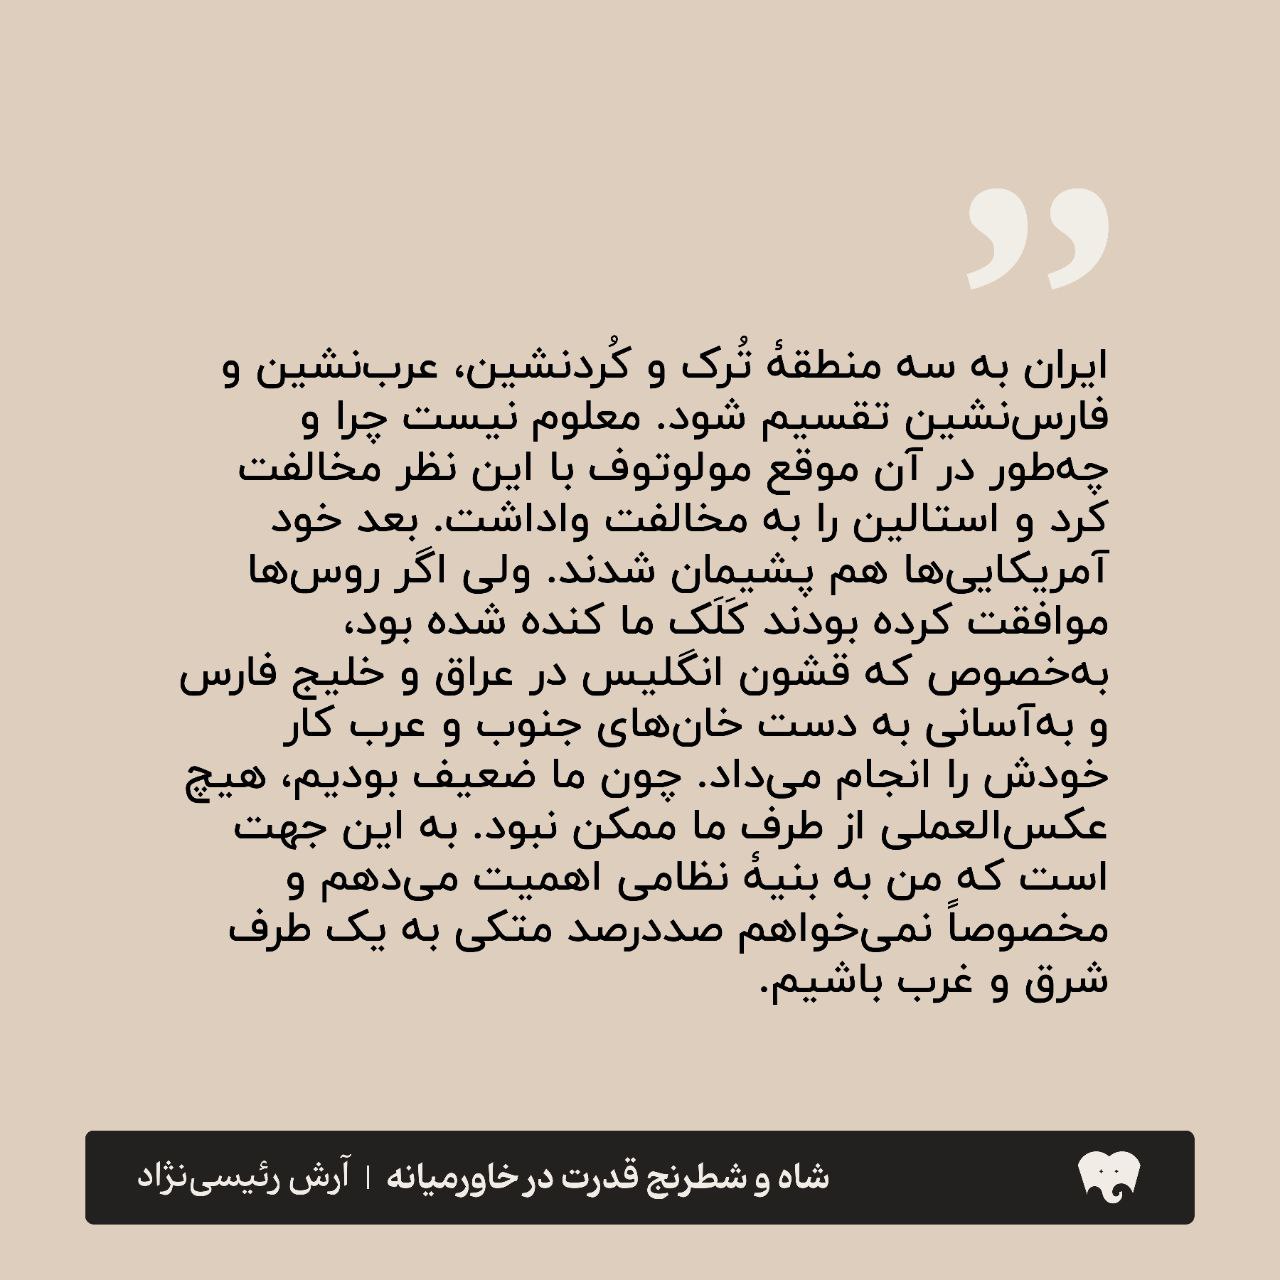 ”
ایران به سه منطقهٔ تُرک و کُردنشین، عرب‌نشین و
فارس‌نشین تقسیم شود. معلوم نیست چرا و
چه‌طور در آن موقع مولوتوف با این نظر مخالفت
کرد و استالین را به مخالفت واداشت. بعد خود
آمریکایی‌ها هم پشیمان شدند. ولی اگر روس‌ها
موافقت کرده بودند کَلَک ما کنده شده بود،
به‌خصوص که قشون انگلیس در عراق و خلیج فارس
و به‌آسانی به دست خان‌های جنوب و عرب کار
خودش را انجام می‌داد. چون ما ضعیف بودیم، هیچ
عکس‌العملی از طرف ما ممکن نبود. به این جهت
است که من به بنیهٔ نظامی اهمیت می‌دهم و
مخصوصاً نمی‌خواهم صددرصد متکی به یک طرف
شرق و غرب باشیم.
شاه و شطرنج قدرت در خاورمیانه | آرش رئیسی‌نژاد